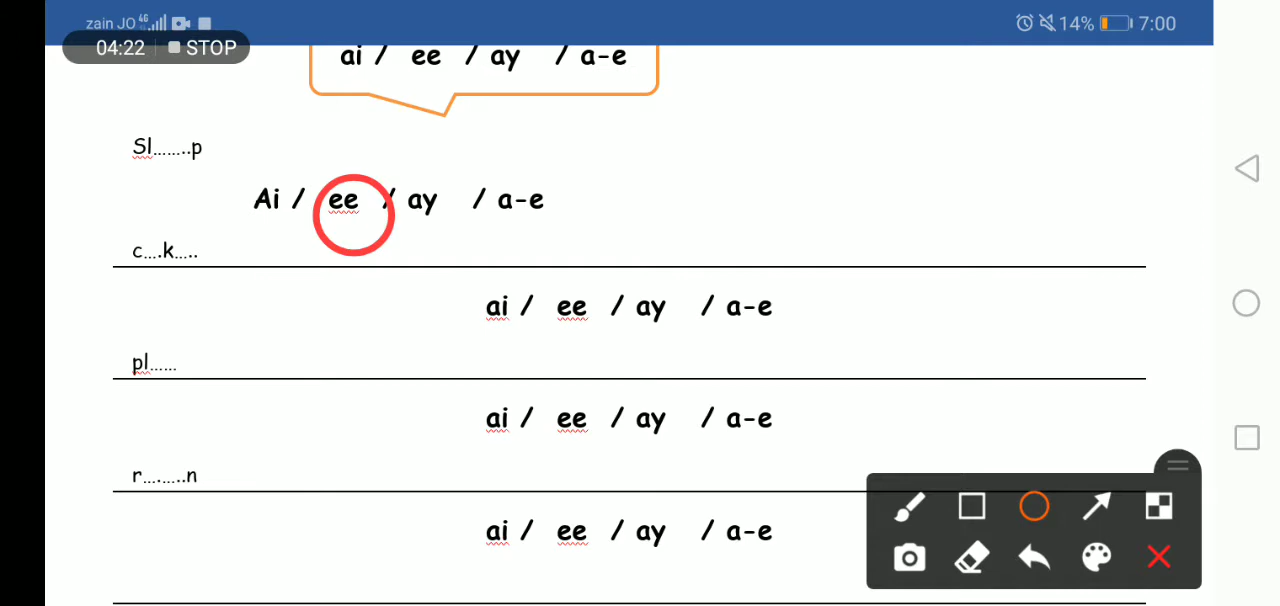 zain JO 4G 14% 7:00
04:22 STOP
ai / ee / ay / a-e
Sl........p
Ai / ee / ay / a-e
c....k.....
ai / ee / ay / a-e
pl......
ai / ee / ay / a-e
r........n
ai / ee / ay / a-e